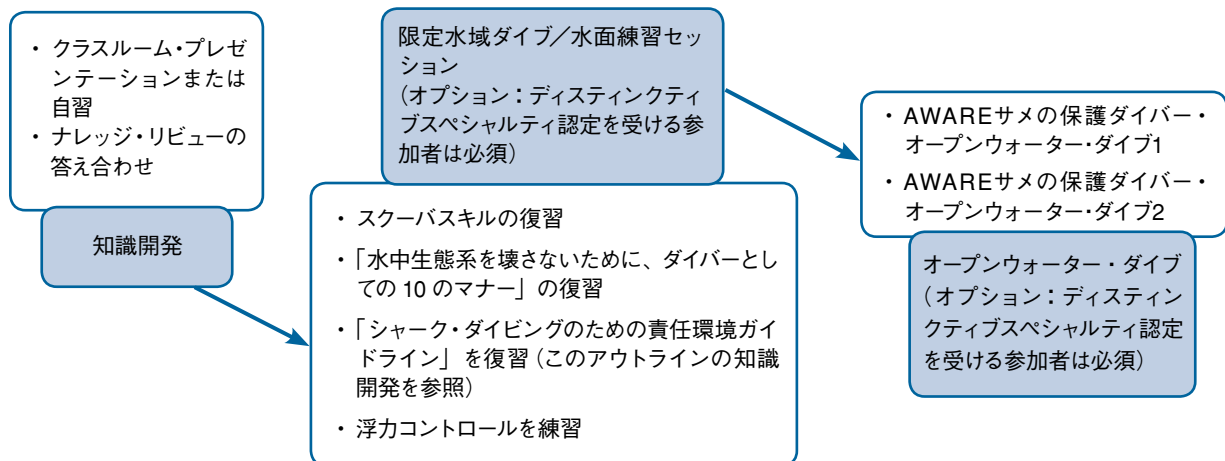 ・ クラスルーム・プレゼ
ンテーションまたは
自習
・ ナレッジ・リビューの
答え合わせ
知識開発
限定水域ダイブ／水面練習セッ
ション
（オプション：ディスティンクティ
ブスペシャルティ認定を受ける参
加者は必須）
・ スクーバスキルの復習
・「水中生態系を壊さないために、ダイバーとし
ての 10 のマナー」の復習
・「シャーク・ダイビングのための責任環境ガイ
ドライン」を復習（このアウトラインの知識
開発を参照）
・ 浮力コントロールを練習
・ AWAREサメの保護ダイバー・
オープンウォーター・ダイブ1
・ AWAREサメの保護ダイバー・
オープンウォーター・ダイブ2
オープンウォーター・ダイブ
（オプション：ディスティン
クティブスペシャルティ認定
を受ける参加者は必須）